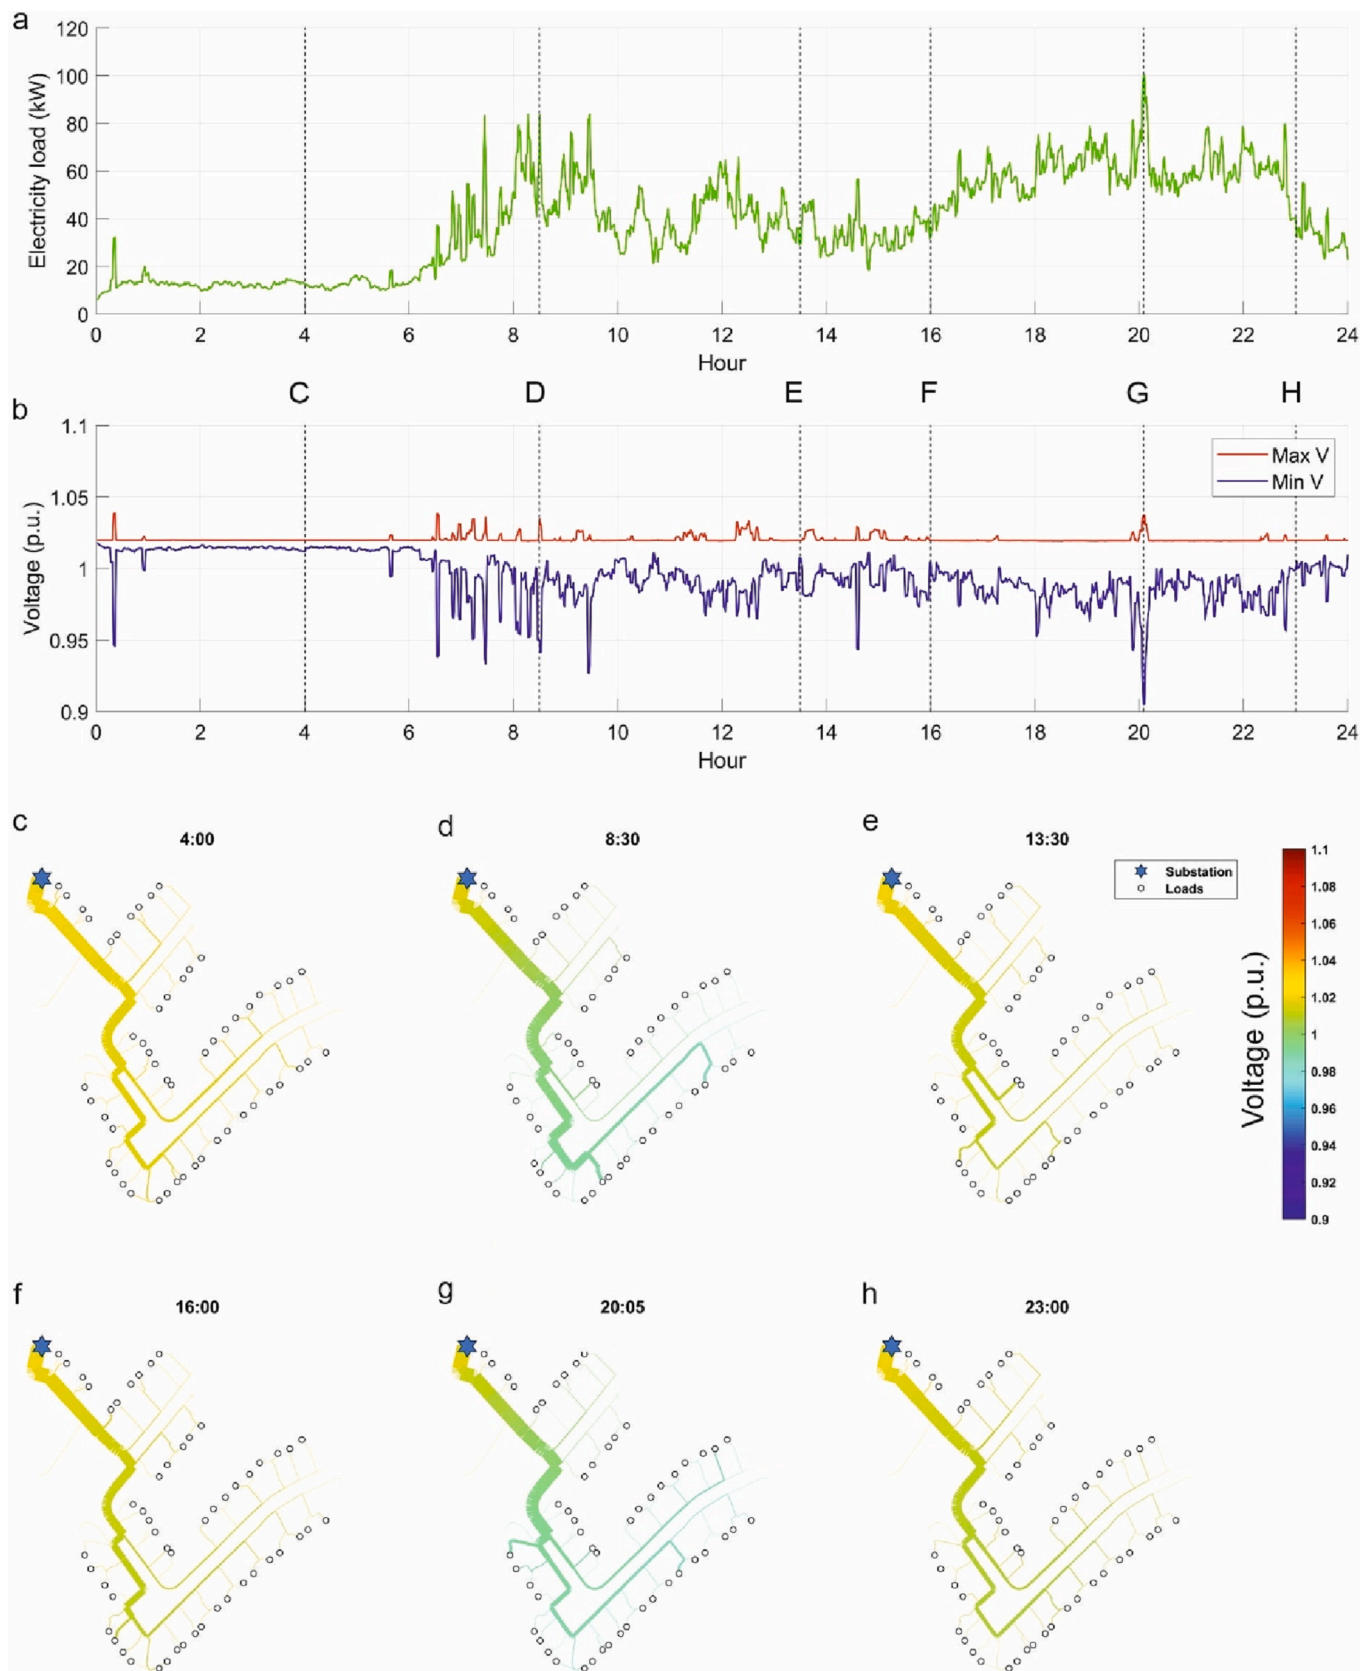 a
120
100
80
60
40
20
0
Electricity load (kW)
0 2 4 6 8 10 12 14 16 18 20 22 24
Hour
C D E F G H
b
1.1
1.05
1
0.95
0.9
Voltage (p.u.)
Max V
Min V
0 2 4 6 8 10 12 14 16 18 20 22 24
Hour
c 4:00
d 8:30
e 13:30
Substation
Loads
Voltage (p.u.)
1.1
1.08
1.06
1.04
1.02
1
0.98
0.96
0.94
0.92
0.9
f 16:00
g 20:05
h 23:00